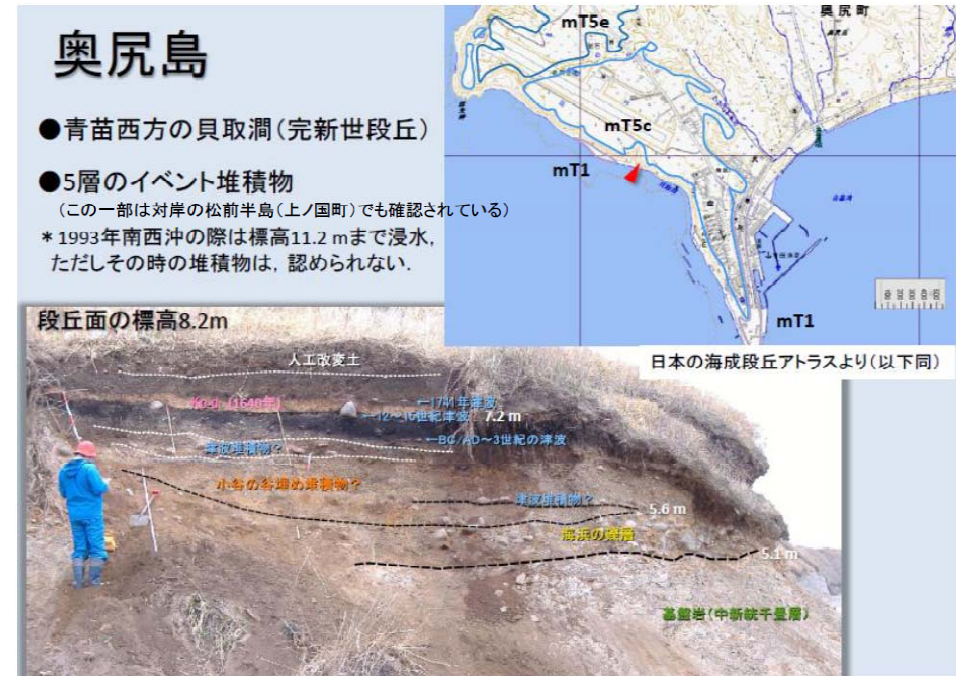 奥尻島
●青苗西方の貝取澗（完新世段丘）
●5層のイベント堆積物
（この一部は対岸の松前半島（上ノ国町）でも確認されている）
＊1993年南西沖の際は標高11.2 mまで浸水，
ただしその時の堆積物は，認められない．
mT5e
奥尻町
mT5c
mT1
mT1
100 200 300 400 500
日本の海成段丘アトラスより（以下同）
段丘面の標高8.2m
人工改変土
Ko-d （1640年）
←1741年津波
←12～15世紀津波 7.2 m
←BC/AD～3世紀の津波
津波堆積物？
小谷の谷埋め堆積物？
津波堆積物？
5.6 m
海浜の礫層
5.1 m
基盤岩（中新統千畳層）